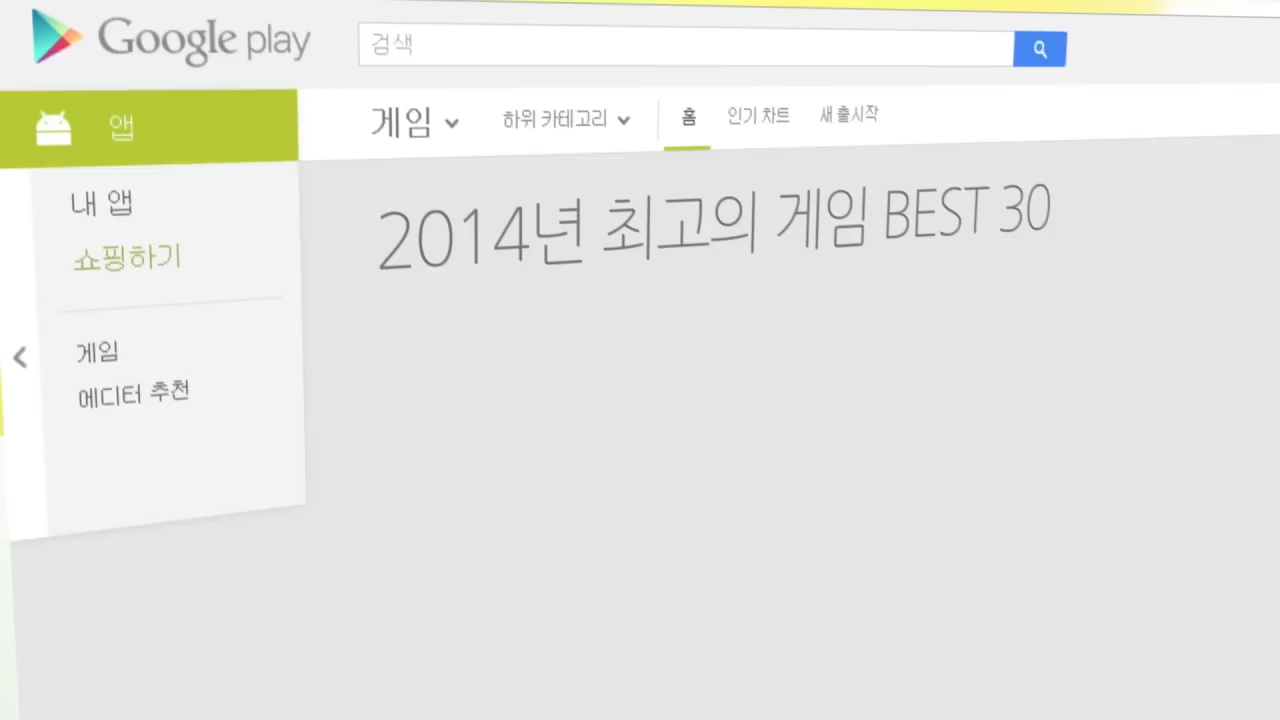 Google play
검색
앱
게임
하위 카테고리
홈
인기 차트
새 출시작
내 앱
쇼핑하기
게임
에디터 추천
2014년 최고의 게임 BEST 30